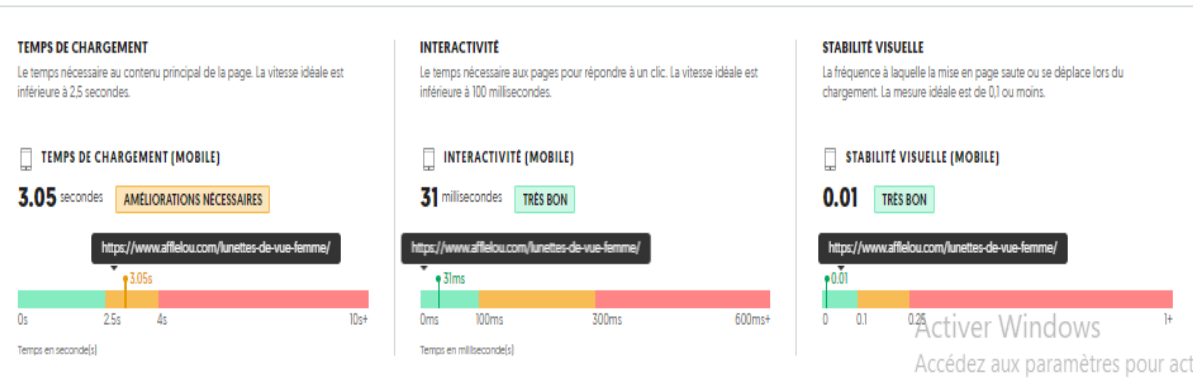 TEMPS DE CHARGEMENT
Le temps nécessaire au contenu principal de la page. La vitesse idéale est
inférieure à 2,5 secondes.
TEMPS DE CHARGEMENT (MOBILE)
3.05 secondes AMÉLIORATIONS NÉCESSAIRES
https://www.afflelou.com/lunettes-de-vue-femme/
3.05s
0s 2.5s 4s 10s+
Temps en seconde(s)
INTERACTIVITÉ
Le temps nécessaire aux pages pour répondre à un clic. La vitesse idéale est
inférieure à 100 millisecondes.
INTERACTIVITÉ (MOBILE)
31 millisecondes TRÈS BON
https://www.afflelou.com/lunettes-de-vue-femme/
31ms
0ms 100ms 300ms 600ms+
Temps en milliseconde(s)
STABILITÉ VISUELLE
La fréquence à laquelle la mise en page saute ou se déplace lors du
chargement. La mesure idéale est de 0,1 ou moins.
STABILITÉ VISUELLE (MOBILE)
0.01 TRÈS BON
https://www.afflelou.com/lunettes-de-vue-femme/
0.01
0 0.1 0.25 1+
Activer Windows
Accédez aux paramètres pour act